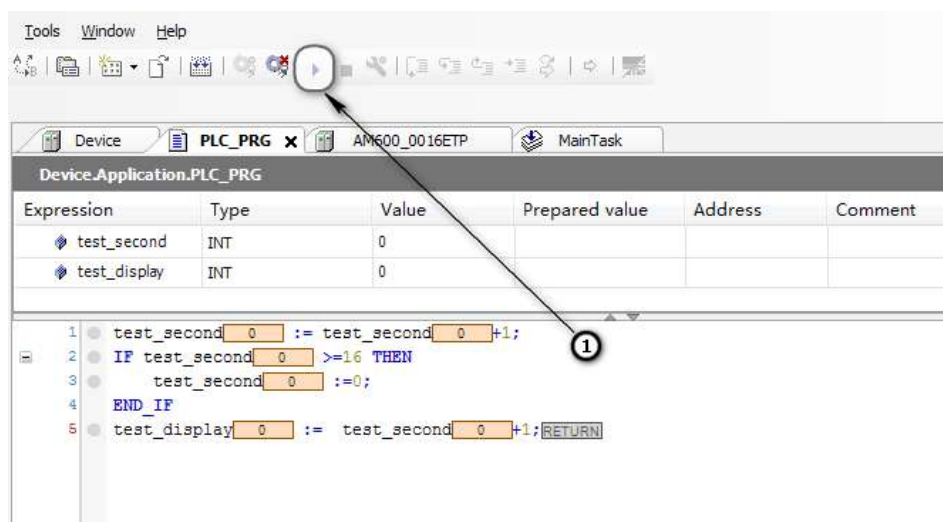 Tools Window Help
Device PLC_PRG x AM600_0016ETP MainTask
Device.Application.PLC_PRG
Expression Type Value Prepared value Address Comment
test_second INT 0
test_display INT 0
1 test_second 0 := test_second 0 +1;
2 IF test_second 0 >=16 THEN
3 test_second 0 :=0;
4 END_IF
5 test_display 0 := test_second 0 +1; RETURN
1